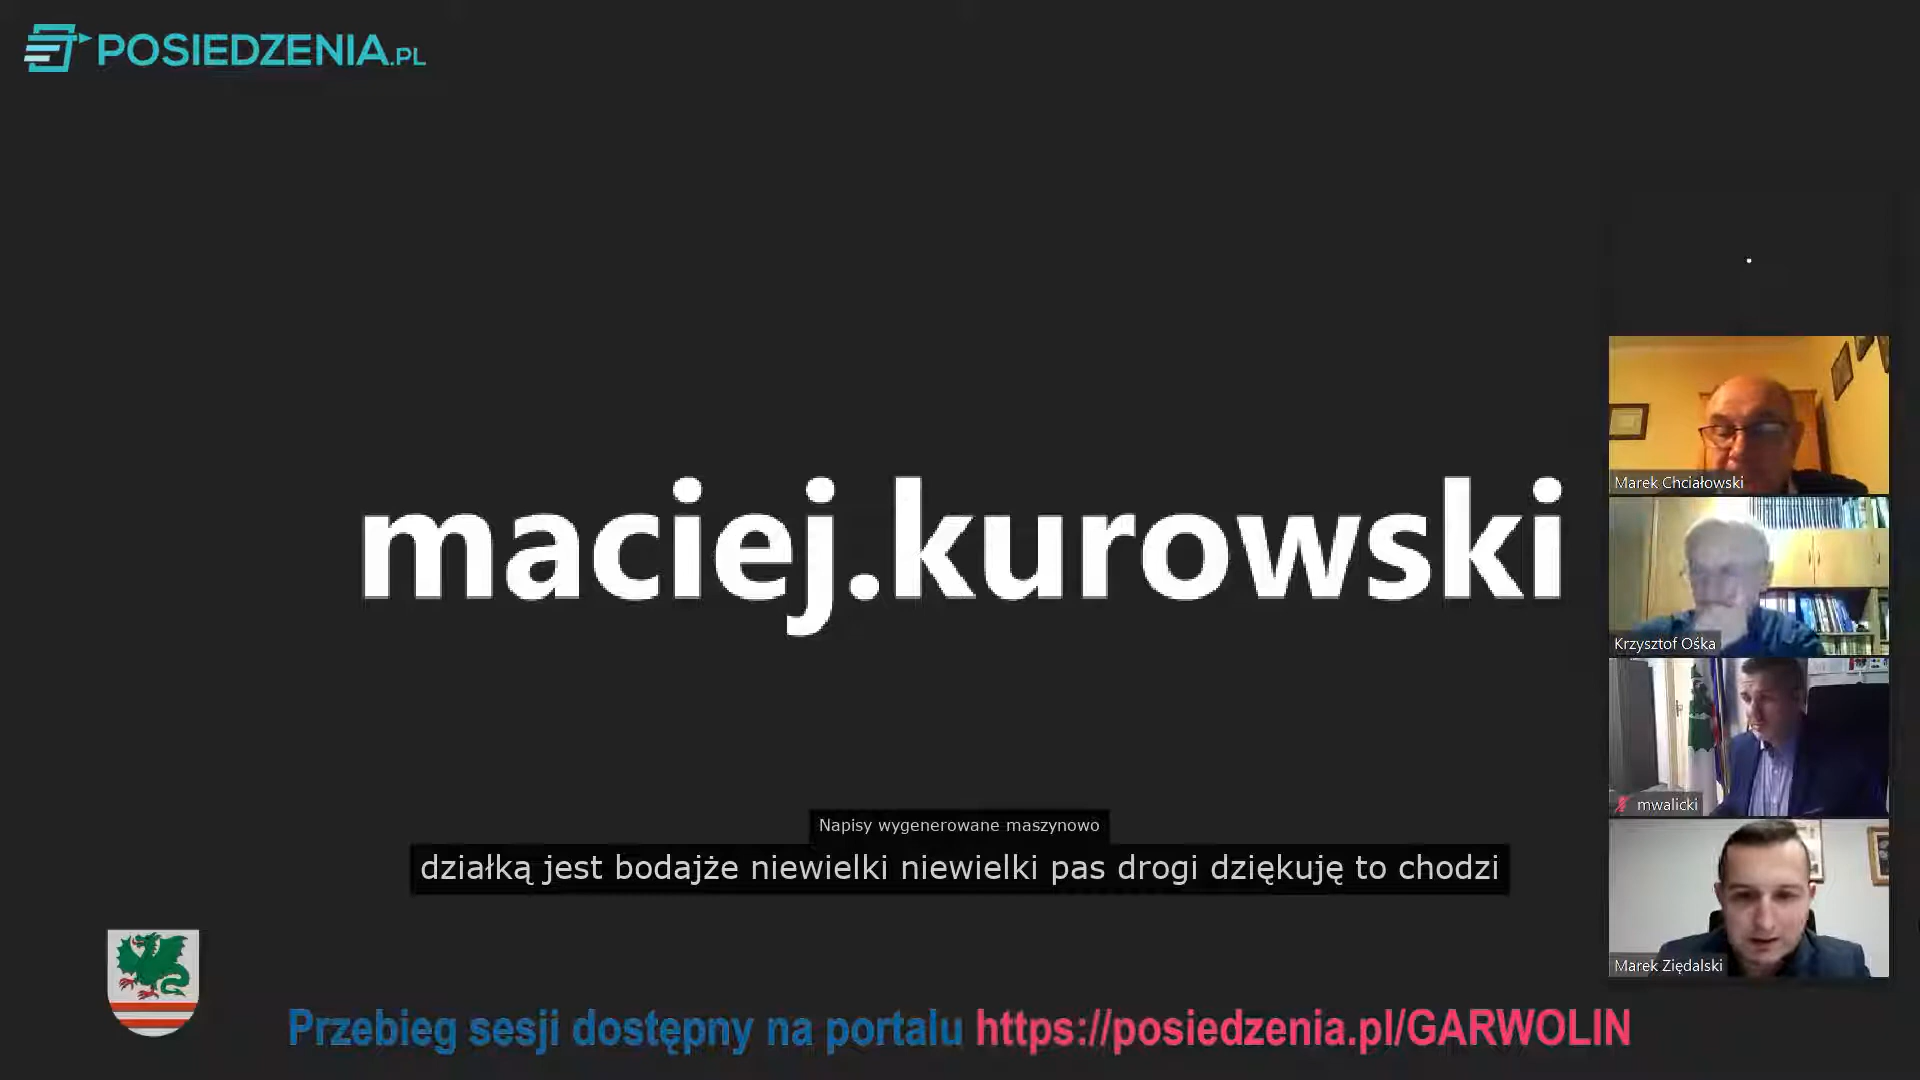 POSIEDZENIA.PL
maciej.kurowski
Marek Chciałowski
Krzysztof Ośka
mwalicki
Marek Ziędalski
Napisy wygenerowane maszynowo
działką jest bodajże niewielki niewielki pas drogi dziękuję to chodzi
Przebieg sesji dostępny na portalu https://posiedzenia.pl/GARWOLIN